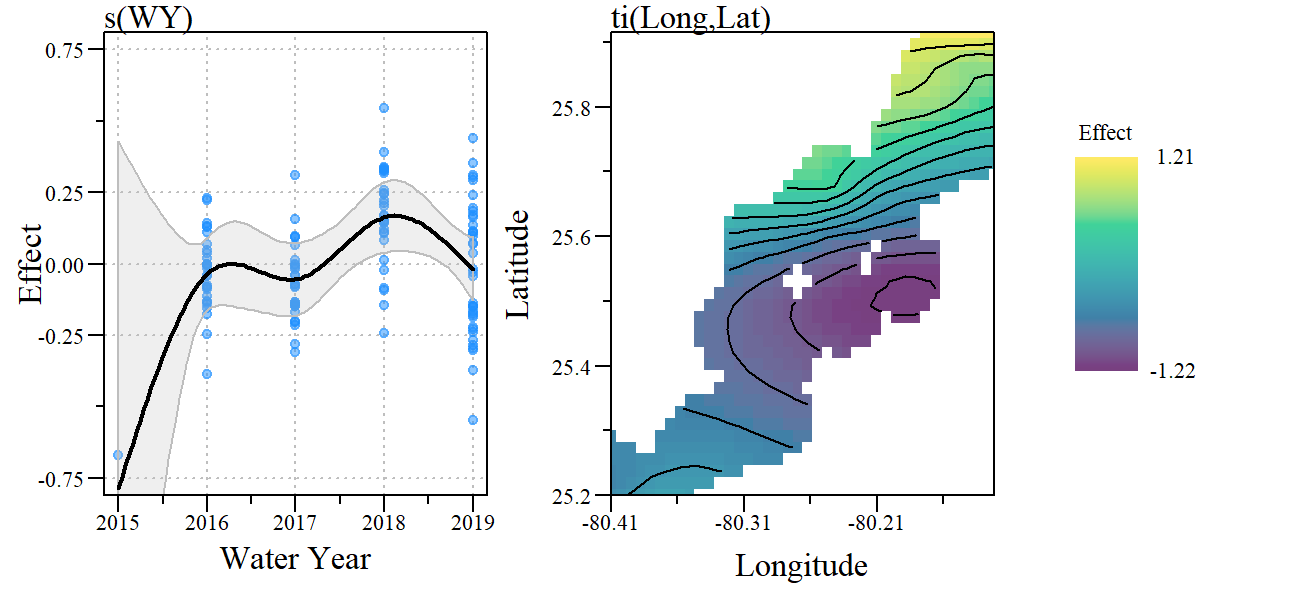 s(WY)
0.75
0.25
0.00
-0.25
-0.75
Effect
2015 2016 2017 2018 2019
Water Year
ti(Long,Lat)
25.8
25.6
25.4
25.2
Latitude
-80.41 -80.31 -80.21
Longitude
Effect
1.21
-1.22